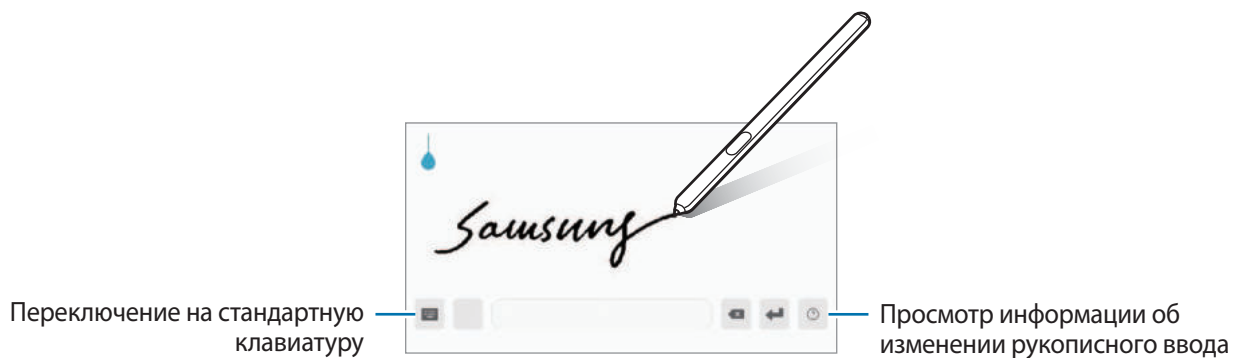 Samsung
Переключение на стандартную
клавиатуру
Просмотр информации об
изменении рукописного ввода